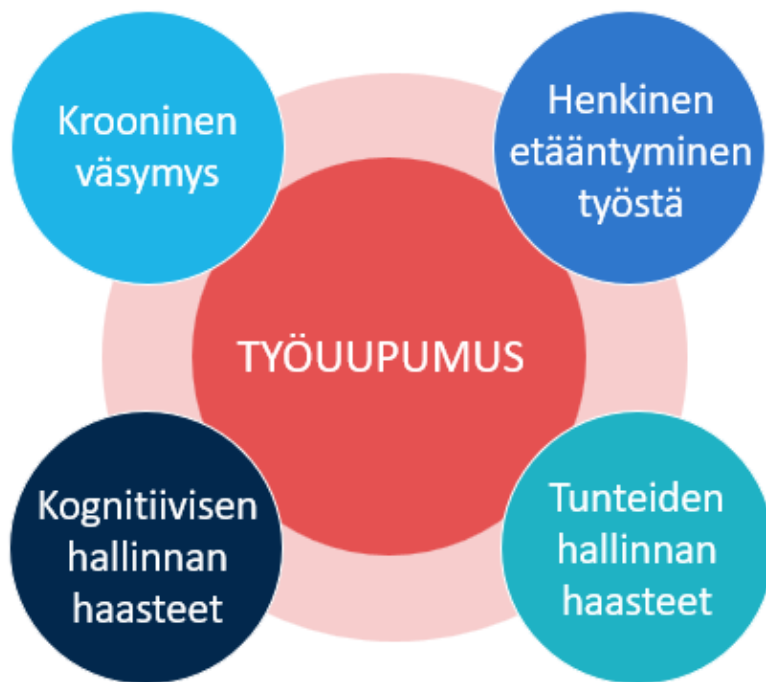 Krooninen
väsymys
Henkinen
etääntyminen
työstä
TYÖUUPUMUS
Kognitiivisen
hallinnan
haasteet
Tunteiden
hallinnan
haasteet